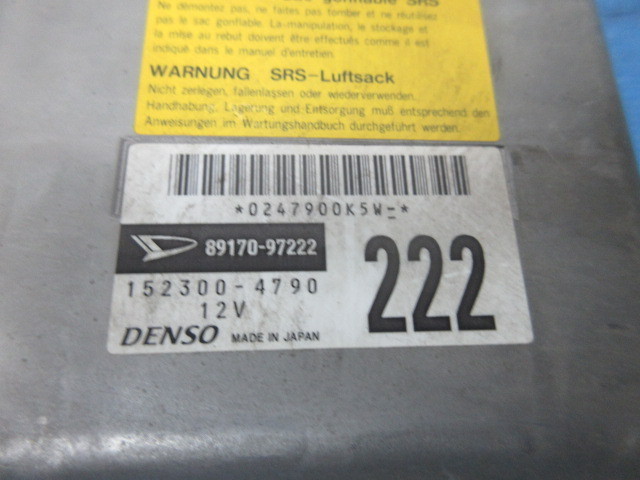 gonflable SRS
Ne démontez pas, ne faites pas tomber et ne réutilisez
pas le sac gonflable. La manipulation, le stockage et
la mise au rebut doivent être effectués comme il est
indiqué dans le manuel d'entretien.
WARNUNG SRS-Luftsack
Nicht zerlegen, fallenlassen oder wiederverwenden.
Handhabung, Lagerung und Entsorgung muß entsprechend den
Anweisungen im Wartungshandbuch durchgeführt werden.
*0247900K5W-*
89170-97222
222
152300-4790
12V
DENSO MADE IN JAPAN